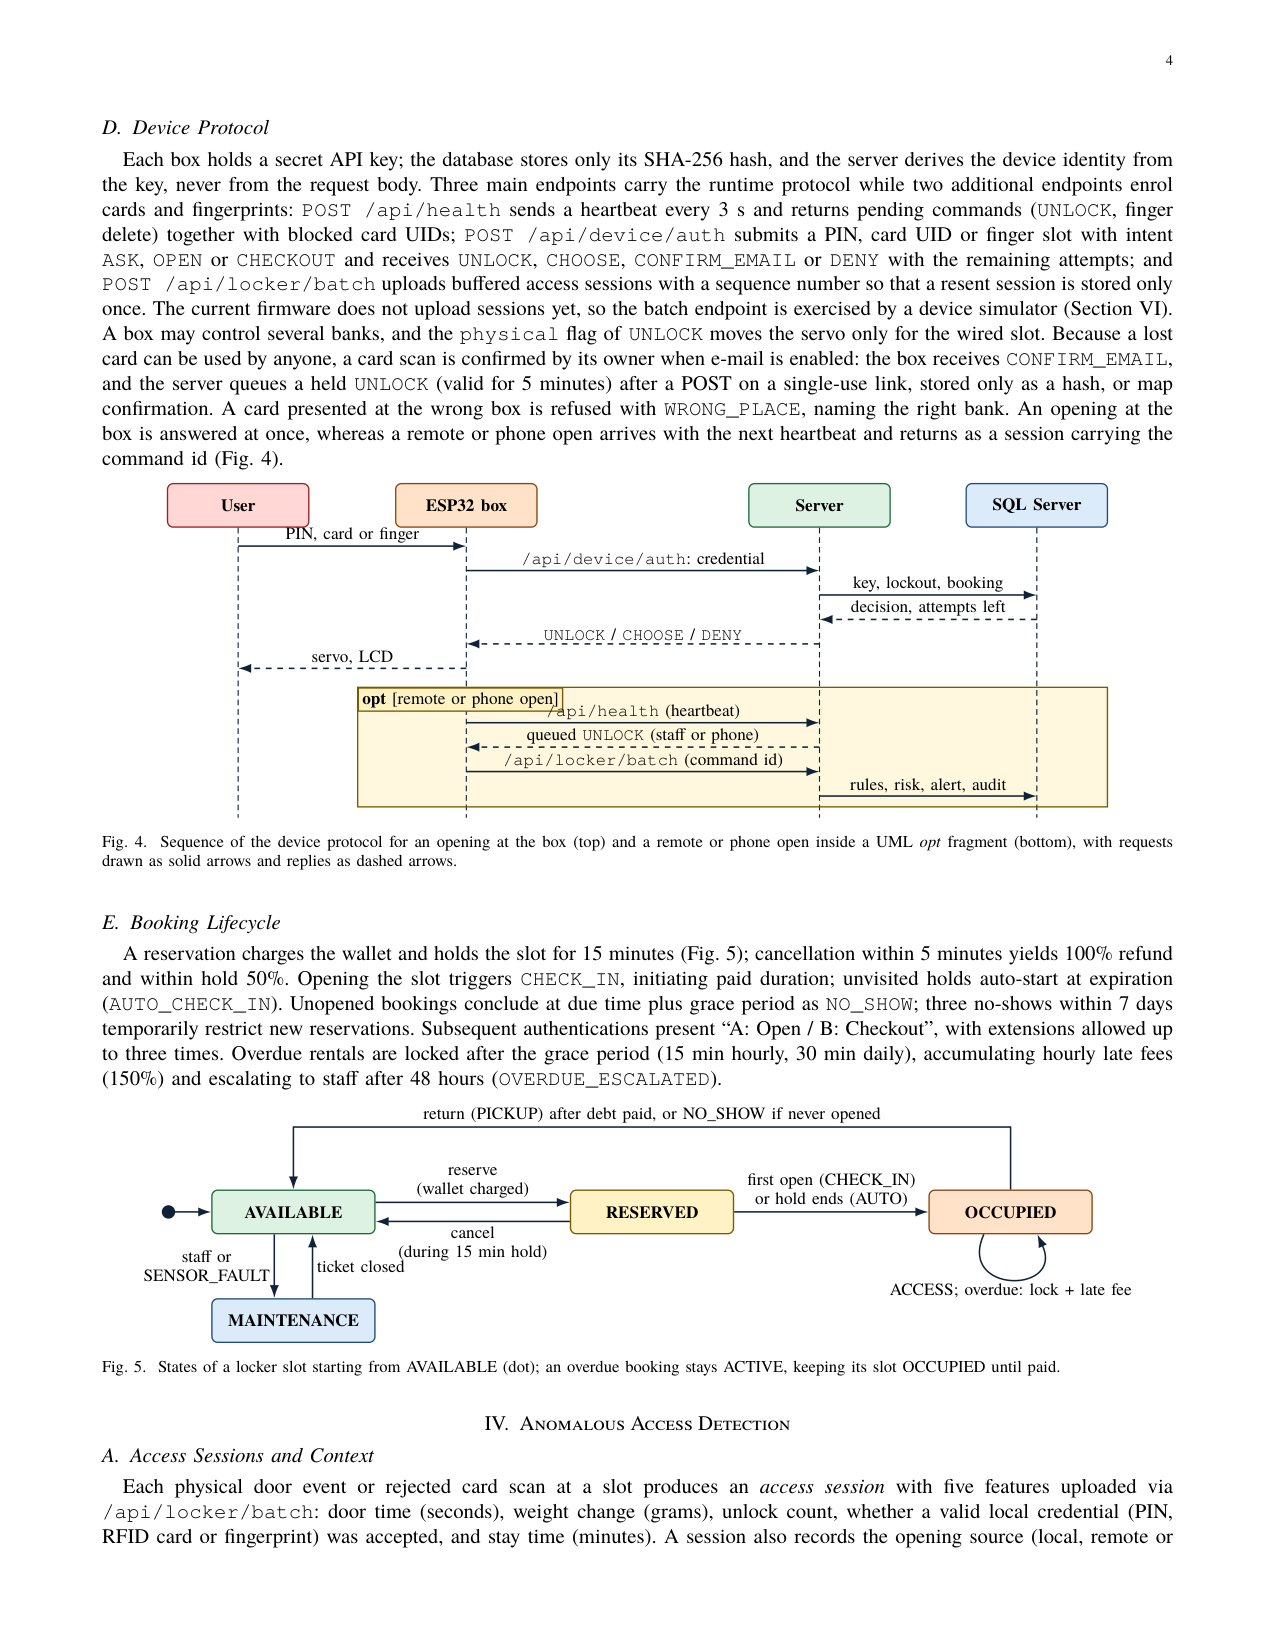 4
D. Device Protocol
Each box holds a secret API key; the database stores only its SHA-256 hash, and the server derives the device identity from
the key, never from the request body. Three main endpoints carry the runtime protocol while two additional endpoints enrol
cards and fingerprints: POST /api/health sends a heartbeat every 3 s and returns pending commands (UNLOCK, finger
delete) together with blocked card UIDs; POST /api/device/auth submits a PIN, card UID or finger slot with intent
ASK, OPEN or CHECKOUT and receives UNLOCK, CHOOSE, CONFIRM_EMAIL or DENY with the remaining attempts; and
POST /api/locker/batch uploads buffered access sessions with a sequence number so that a resent session is stored only
once. The current firmware does not upload sessions yet, so the batch endpoint is exercised by a device simulator (Section VI).
A box may control several banks, and the physical flag of UNLOCK moves the servo only for the wired slot. Because a lost
card can be used by anyone, a card scan is confirmed by its owner when e-mail is enabled: the box receives CONFIRM_EMAIL,
and the server queues a held UNLOCK (valid for 5 minutes) after a POST on a single-use link, stored only as a hash, or map
confirmation. A card presented at the wrong box is refused with WRONG_PLACE, naming the right bank. An opening at the
box is answered at once, whereas a remote or phone open arrives with the next heartbeat and returns as a session carrying the
command id (Fig. 4).
User
ESP32 box
Server
SQL Server
PIN, card or finger
/api/device/auth: credential
key, lockout, booking
decision, attempts left
UNLOCK / CHOOSE / DENY
servo, LCD
opt [remote or phone open]
/api/health (heartbeat)
queued UNLOCK (staff or phone)
/api/locker/batch (command id)
rules, risk, alert, audit
Fig. 4. Sequence of the device protocol for an opening at the box (top) and a remote or phone open inside a UML opt fragment (bottom), with requests
drawn as solid arrows and replies as dashed arrows.
E. Booking Lifecycle
A reservation charges the wallet and holds the slot for 15 minutes (Fig. 5); cancellation within 5 minutes yields 100% refund
and within hold 50%. Opening the slot triggers CHECK_IN, initiating paid duration; unvisited holds auto-start at expiration
(AUTO_CHECK_IN). Unopened bookings conclude at due time plus grace period as NO_SHOW; three no-shows within 7 days
temporarily restrict new reservations. Subsequent authentications present “A: Open / B: Checkout”, with extensions allowed up
to three times. Overdue rentals are locked after the grace period (15 min hourly, 30 min daily), accumulating hourly late fees
(150%) and escalating to staff after 48 hours (OVERDUE_ESCALATED).
return (PICKUP) after debt paid, or NO_SHOW if never opened
reserve
(wallet charged)
first open (CHECK_IN)
or hold ends (AUTO)
AVAILABLE
RESERVED
OCCUPIED
cancel
(during 15 min hold)
staff or
SENSOR_FAULT
ticket closed
ACCESS; overdue: lock + late fee
MAINTENANCE
Fig. 5. States of a locker slot starting from AVAILABLE (dot); an overdue booking stays ACTIVE, keeping its slot OCCUPIED until paid.
IV. Anomalous Access Detection
A. Access Sessions and Context
Each physical door event or rejected card scan at a slot produces an access session with five features uploaded via
/api/locker/batch: door time (seconds), weight change (grams), unlock count, whether a valid local credential (PIN,
RFID card or fingerprint) was accepted, and stay time (minutes). A session also records the opening source (local, remote or